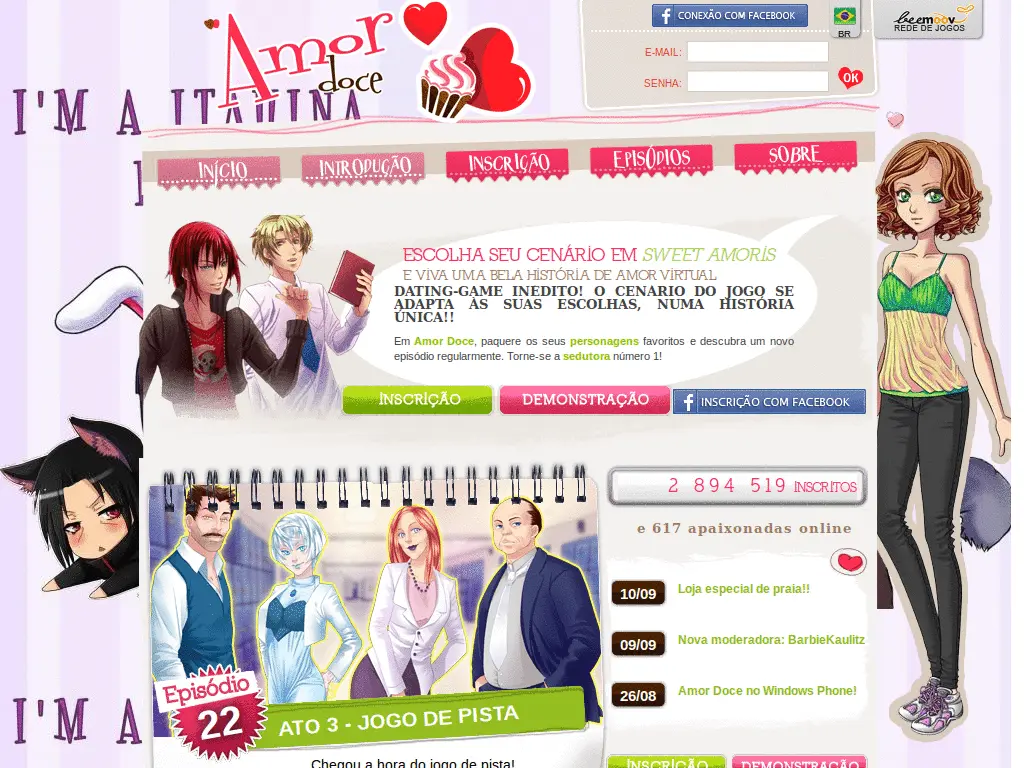 Amor
doce
CONEXÃO COM FACEBOOK
BR
beemoov
REDE DE JOGOS
E-MAIL:
SENHA:
OK
I'M A ITAHINA
INÍCIO
INTRODUÇÃO
INSCRIÇÃO
EPISÓDIOS
SOBRE
ESCOLHA SEU CENÁRIO EM SWEET AMORIS
E VIVA UMA BELA HISTÓRIA DE AMOR VIRTUAL
DATING-GAME INEDITO! O CENARIO DO JOGO SE
ADAPTA ÀS SUAS ESCOLHAS, NUMA HISTÓRIA
ÚNICA!!
Em Amor Doce, paquere os seus personagens favoritos e descubra um novo
episódio regularmente. Torne-se a sedutora número 1!
INSCRIÇÃO
DEMONSTRAÇÃO
INSCRIÇÃO COM FACEBOOK
2 894 519 INSCRITOS
e 617 apaixonadas online
10/09 Loja especial de praia!!
09/09 Nova moderadora: BarbieKaulitz
26/08 Amor Doce no Windows Phone!
Episódio
22
ATO 3 - JOGO DE PISTA
I'M A
Chegou a hora do jogo de pista!
INSCRIÇÃO
DEMONSTRAÇÃO